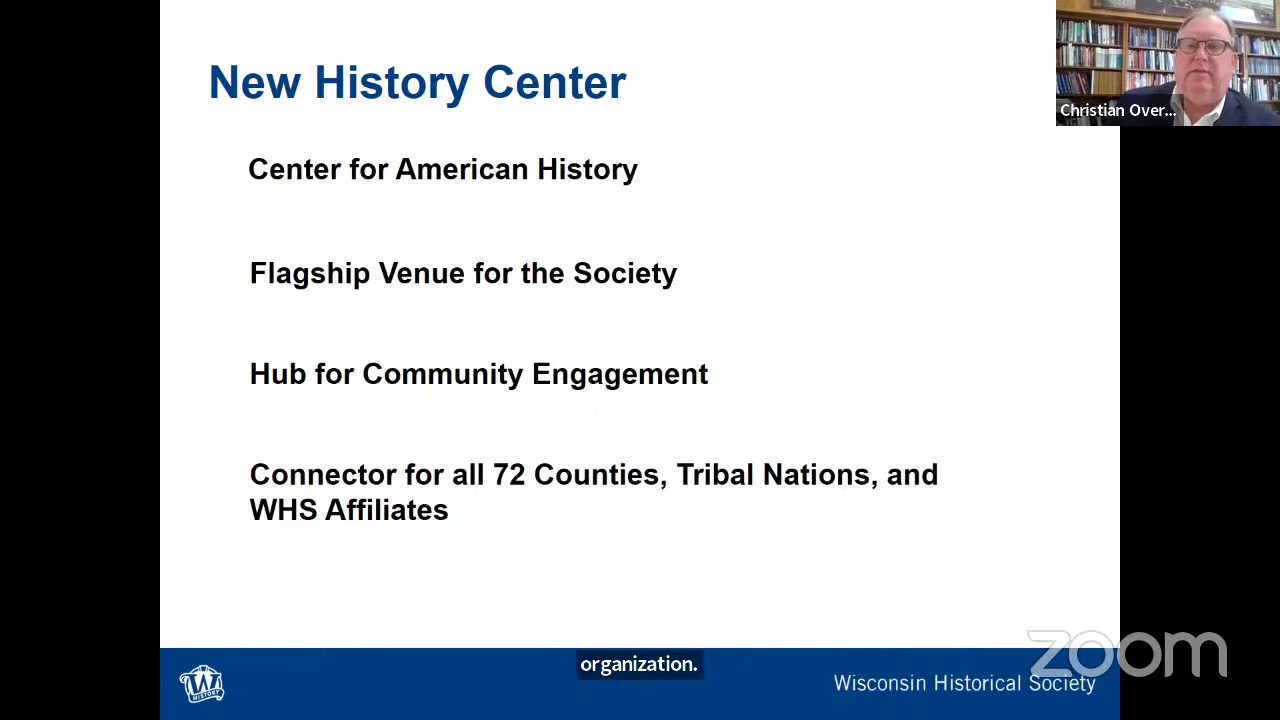 New History Center
Christian Over...
Center for American History
Flagship Venue for the Society
Hub for Community Engagement
Connector for all 72 Counties, Tribal Nations, and
WHS Affiliates
organization.
W
HISTORY
Wisconsin Historical Society
zoom